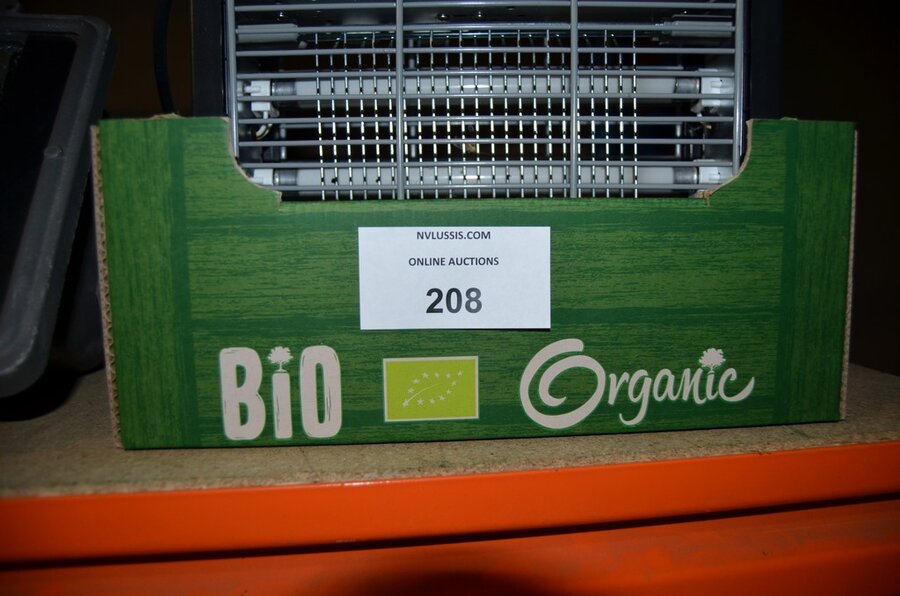 NVLUSSIS.COM
ONLINE AUCTIONS
208
BiO
Organic